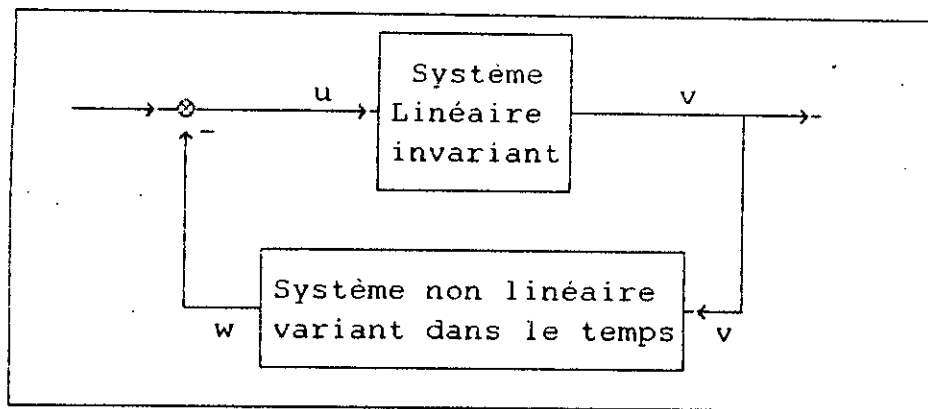 Système
u
Linéaire
v
invariant
-
Système non linéaire
w
variant dans le temps
v